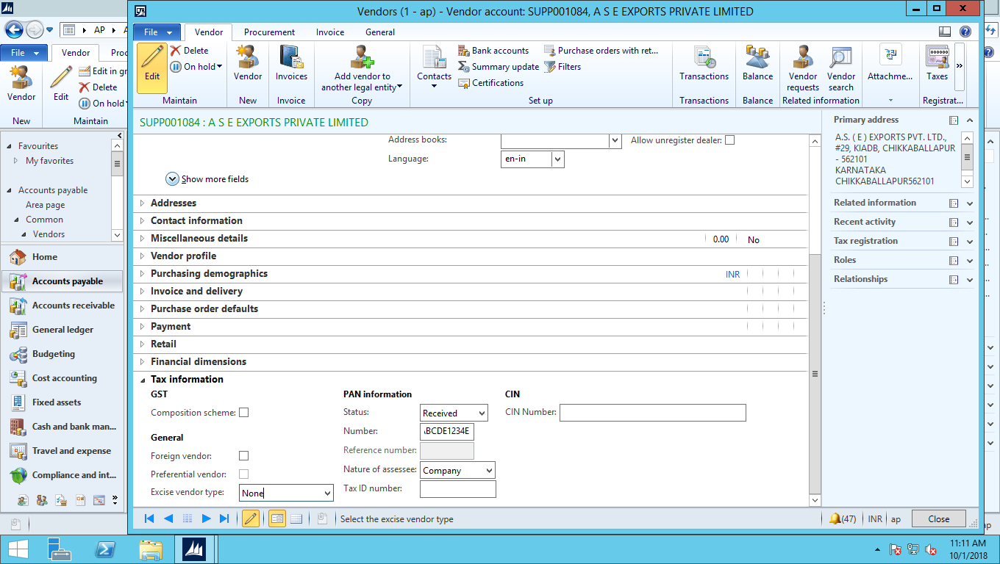 Vendors (1 - ap) - Vendor account: SUPP001084, A S E EXPORTS PRIVATE LIMITED
AP
A
File
Vendor
Proc
Vendor
New
Edit
Edit in gr
Delete
On hold
Maintain
File
Vendor
Procurement
Invoice
General
Edit
Delete
On hold
Maintain
Vendor
New
Invoices
Invoice
Add vendor to
another legal entity
Copy
Contacts
Bank accounts
Summary update
Certifications
Purchase orders with ret...
Filters
Set up
Transactions
Transactions
Balance
Balance
Vendor
requests
Vendor
search
Related information
Attachme...
Taxes
Registrat...
»
SUPP001084 : A S E EXPORTS PRIVATE LIMITED
Favourites
My favorites
Accounts payable
Area page
Common
Vendors
Home
Accounts payable
Accounts receivable
General ledger
Budgeting
Cost accounting
Fixed assets
Cash and bank man...
Travel and expense
Compliance and int...
Address books:
Allow unregister dealer:
Language:
en-in
Show more fields
Addresses
Contact information
Miscellaneous details
0.00
No
Vendor profile
Purchasing demographics
INR
Invoice and delivery
Purchase order defaults
Payment
Retail
Financial dimensions
Tax information
GST
Composition scheme:
General
Foreign vendor:
Preferential vendor:
Excise vendor type:
None
PAN information
Status:
Received
Number:
BCDE1234E
Reference number:
Nature of assessee:
Company
Tax ID number:
CIN
CIN Number:
Primary address
A.S. ( E ) EXPORTS PVT. LTD.,
#29, KIADB, CHIKKABALLAPUR
- 562101
KARNATAKA
CHIKKABALLAPUR562101
Related information
Recent activity
Tax registration
Roles
Relationships
Select the excise vendor type
(47)
INR
ap
Close
ap
11:11 AM
10/1/2018